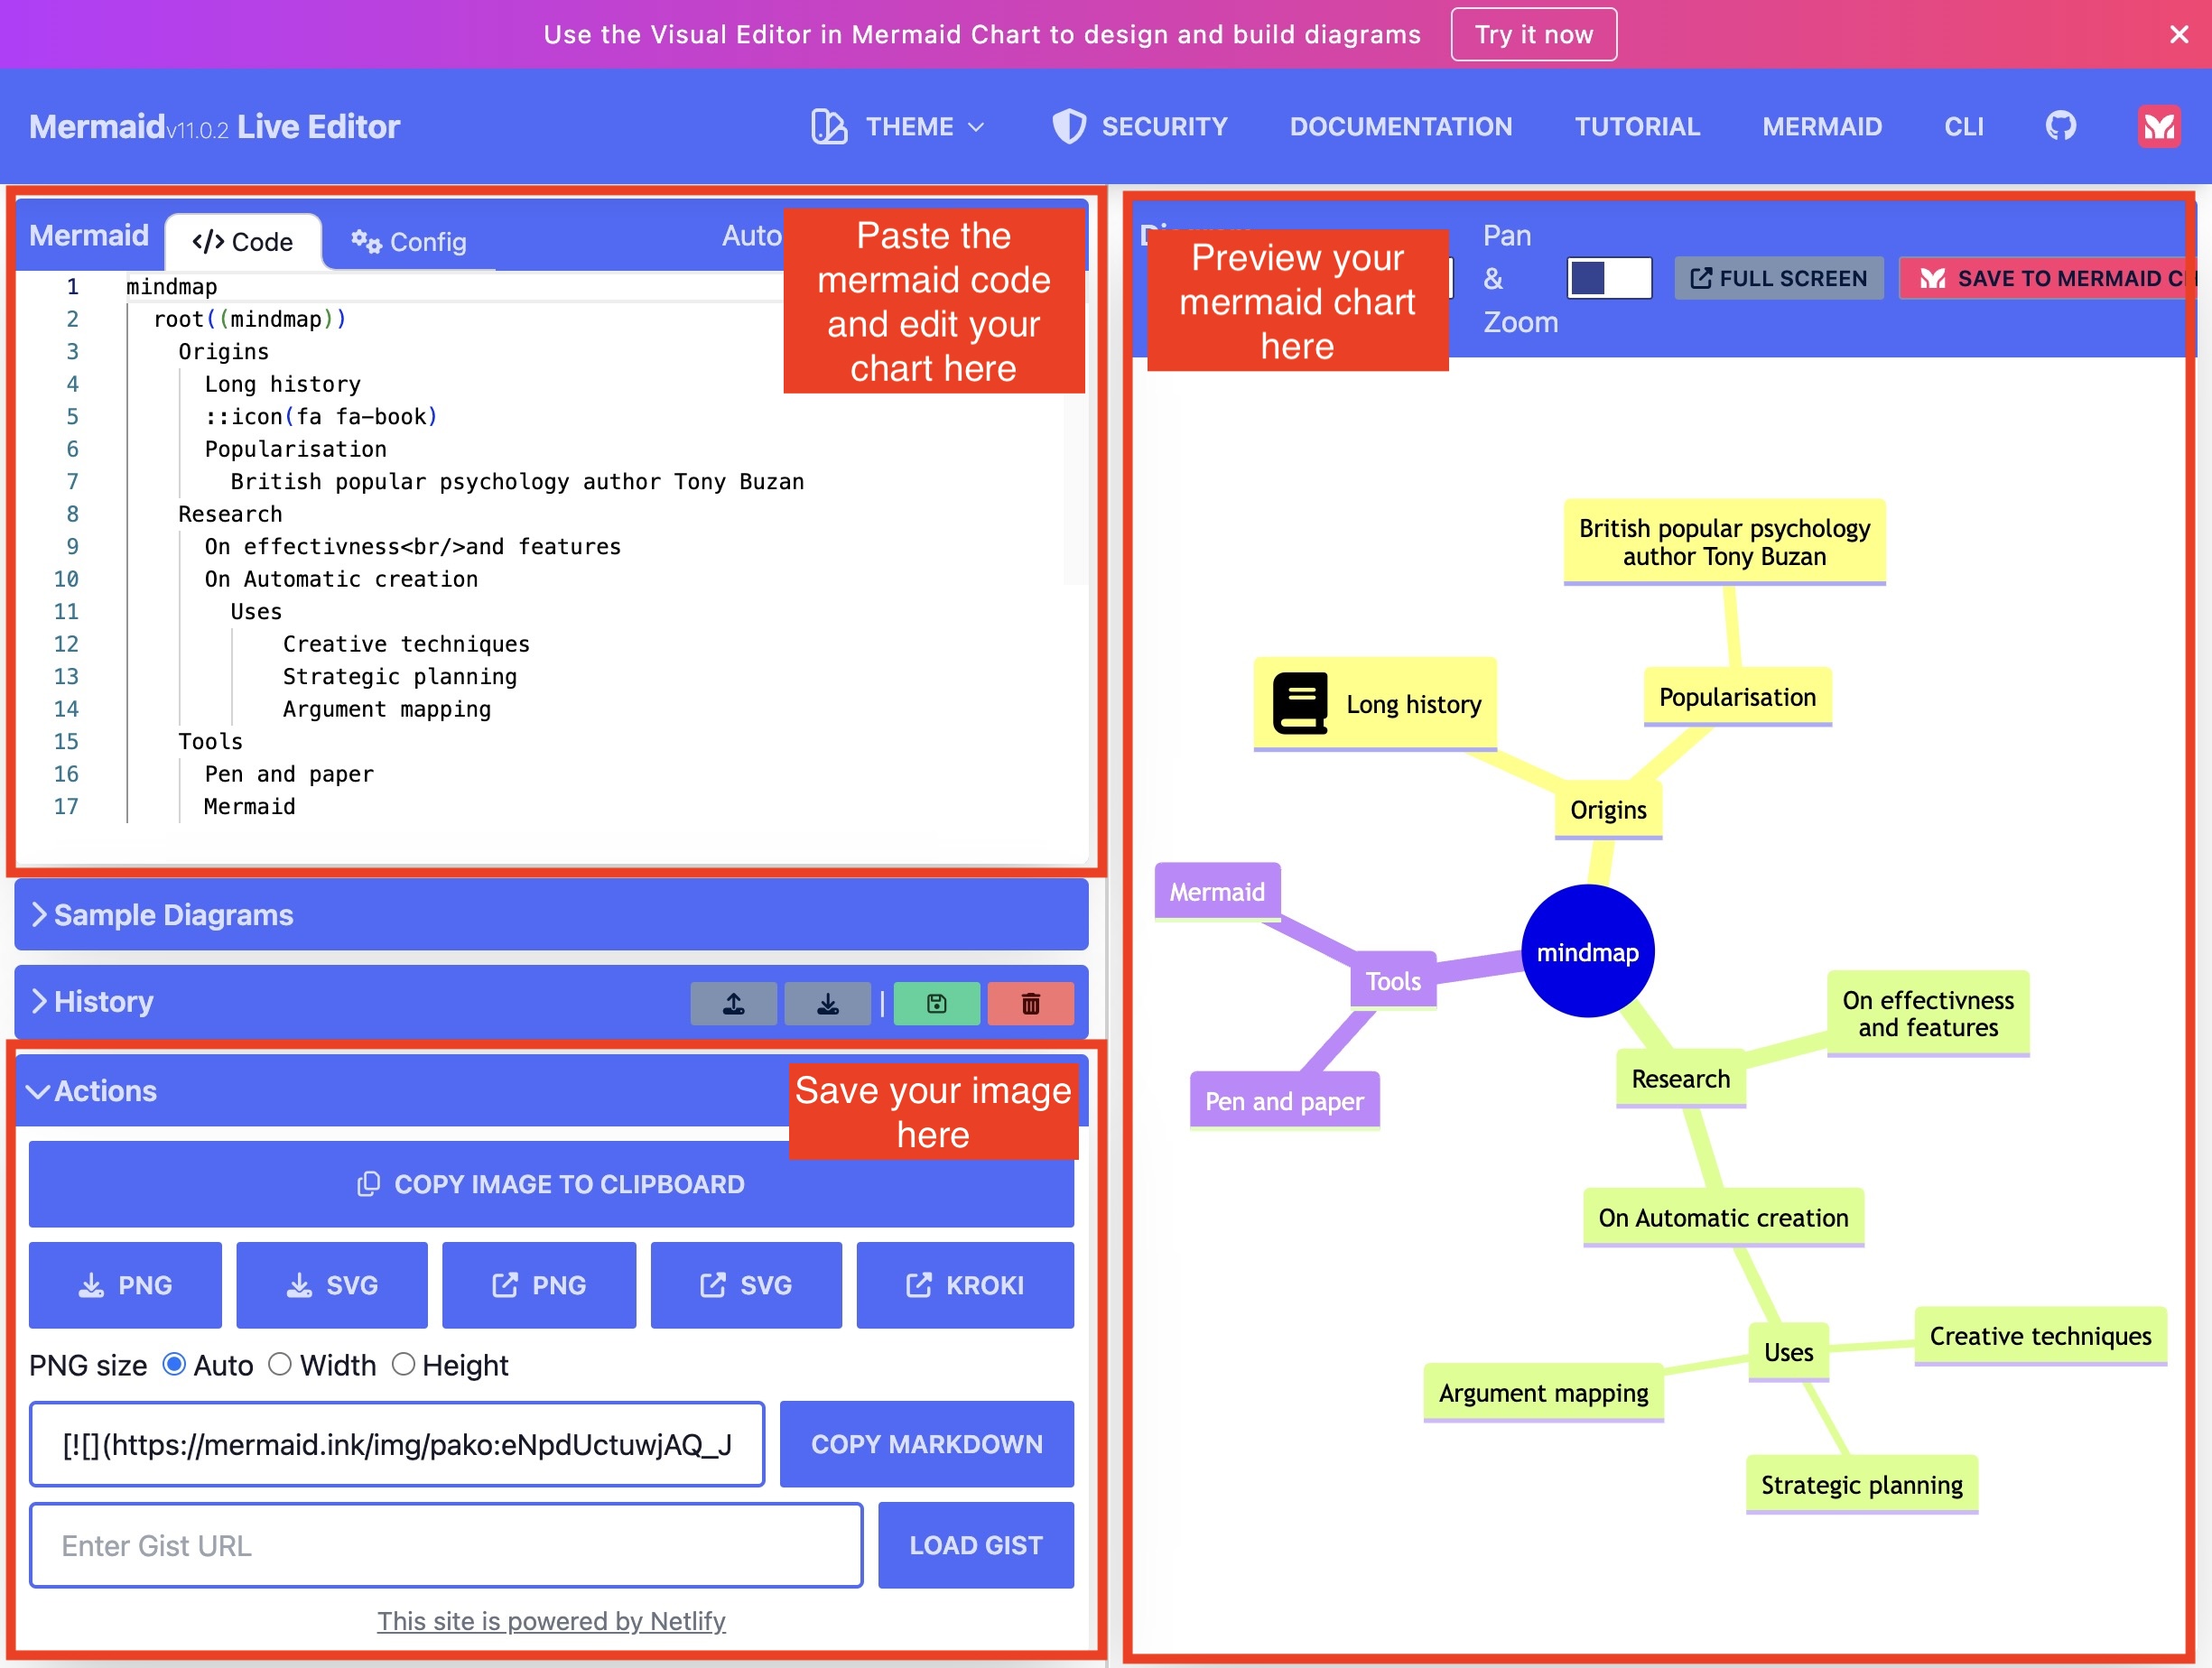 Use the Visual Editor in Mermaid Chart to design and build diagrams Try it now
Mermaid v11.0.2 Live Editor THEME SECURITY DOCUMENTATION TUTORIAL MERMAID CLI
Mermaid </> Code Config Auto
Paste the
mermaid code
and edit your
chart here
1 mindmap
2 root((mindmap))
3 Origins
4 Long history
5 ::icon(fa fa-book)
6 Popularisation
7 British popular psychology author Tony Buzan
8 Research
9 On effectivness<br/>and features
10 On Automatic creation
11 Uses
12 Creative techniques
13 Strategic planning
14 Argument mapping
15 Tools
16 Pen and paper
17 Mermaid
Sample Diagrams
History
Actions
Save your image
here
COPY IMAGE TO CLIPBOARD
PNG SVG PNG SVG KROKI
PNG size Auto Width Height
[![](https://mermaid.ink/img/pako:eNpdUctuwjAQ_J COPY MARKDOWN
Enter Gist URL LOAD GIST
This site is powered by Netlify
Preview your
mermaid chart
here
Pan
&
Zoom
FULL SCREEN
SAVE TO MERMAID
British popular psychology
author Tony Buzan
Long history
Popularisation
Origins
Mermaid
mindmap
Tools
On effectivness
and features
Research
Pen and paper
On Automatic creation
Creative techniques
Uses
Argument mapping
Strategic planning